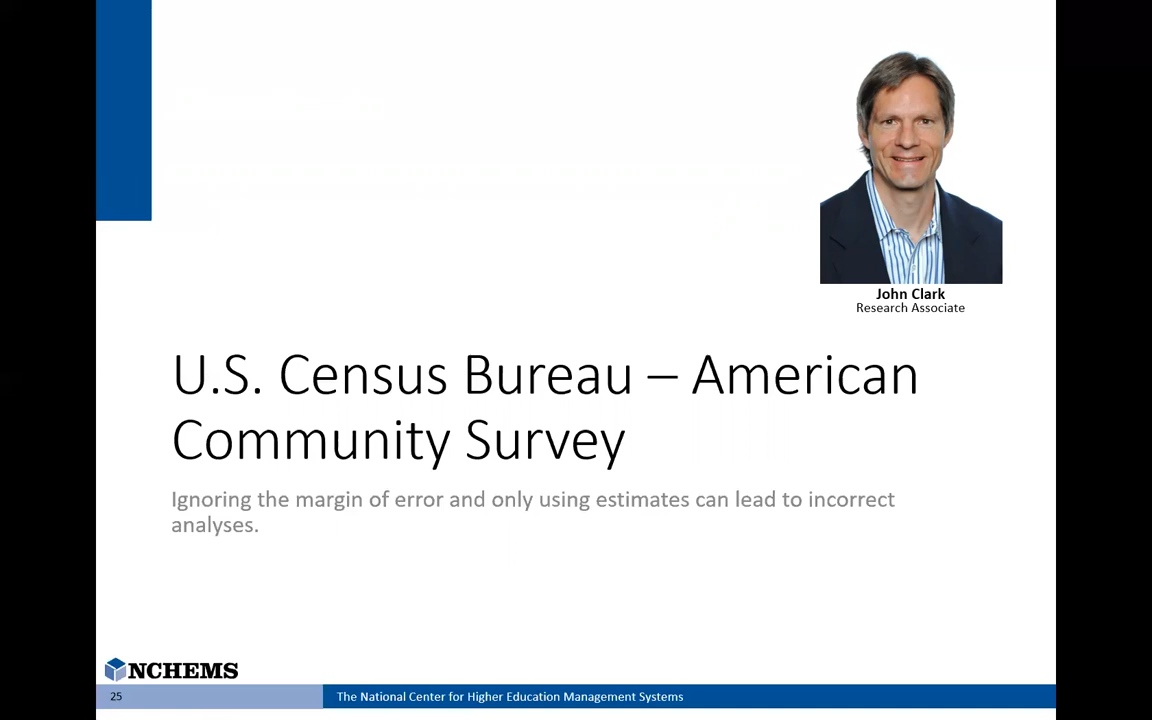 John Clark
Research Associate
U.S. Census Bureau – American
Community Survey
Ignoring the margin of error and only using estimates can lead to incorrect
analyses.
NCHEMS
25
The National Center for Higher Education Management Systems